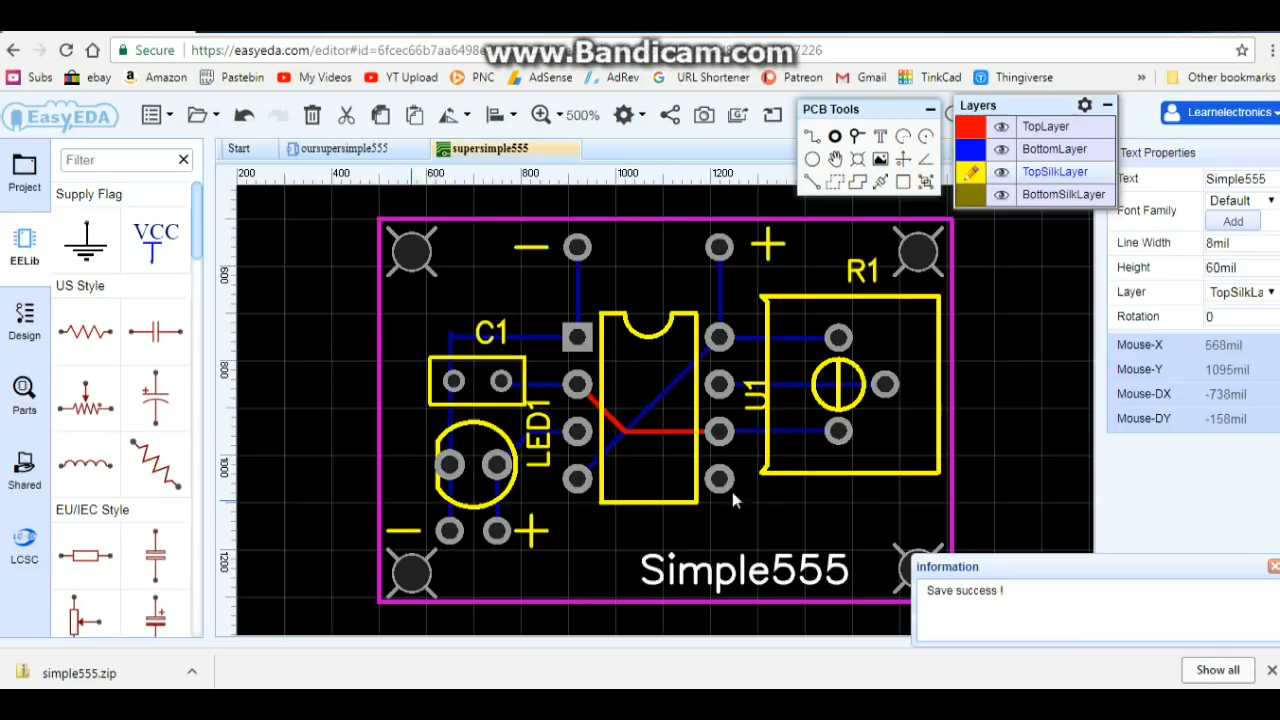 www.Bandicam.com
Secure
https://easyeda.com/editor#id=6fcec66b7aa6498e
7226
Subs
ebay
Amazon
Pastebin
My Videos
YT Upload
PNC
AdSense
AdRev
URL Shortener
Patreon
Gmail
TinkCad
Thingiverse
»
Other bookmarks
EasyEDA
500%
PCB Tools
Layers
Learnelectronics
TopLayer
BottomLayer
TopSilkLayer
BottomSilkLayer
Start
oursupersimple555
supersimple555
Filter
Project
EELib
Design
Parts
Shared
LCSC
Supply Flag
VCC
US Style
EU/IEC Style
200
400
600
800
1000
1200
600
800
1000
1200
− +
R1
C1
U1
LED1
− +
Simple555
Text Properties
Text Simple555
Font Family Default
Add
Line Width 8mil
Height 60mil
Layer TopSilkLa
Rotation 0
Mouse-X 568mil
Mouse-Y 1095mil
Mouse-DX -738mil
Mouse-DY -158mil
information
Save success !
simple555.zip
Show all